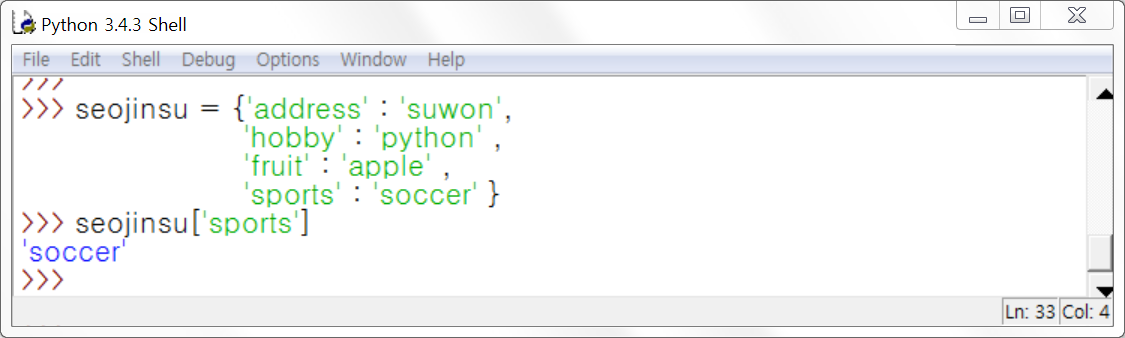 Python 3.4.3 Shell
File Edit Shell Debug Options Window Help
>>>
>>> seojinsu = {'address' : 'suwon',
'hobby' : 'python' ,
'fruit' : 'apple' ,
'sports' : 'soccer' }
>>> seojinsu['sports']
'soccer'
>>>
Ln: 33 Col: 4